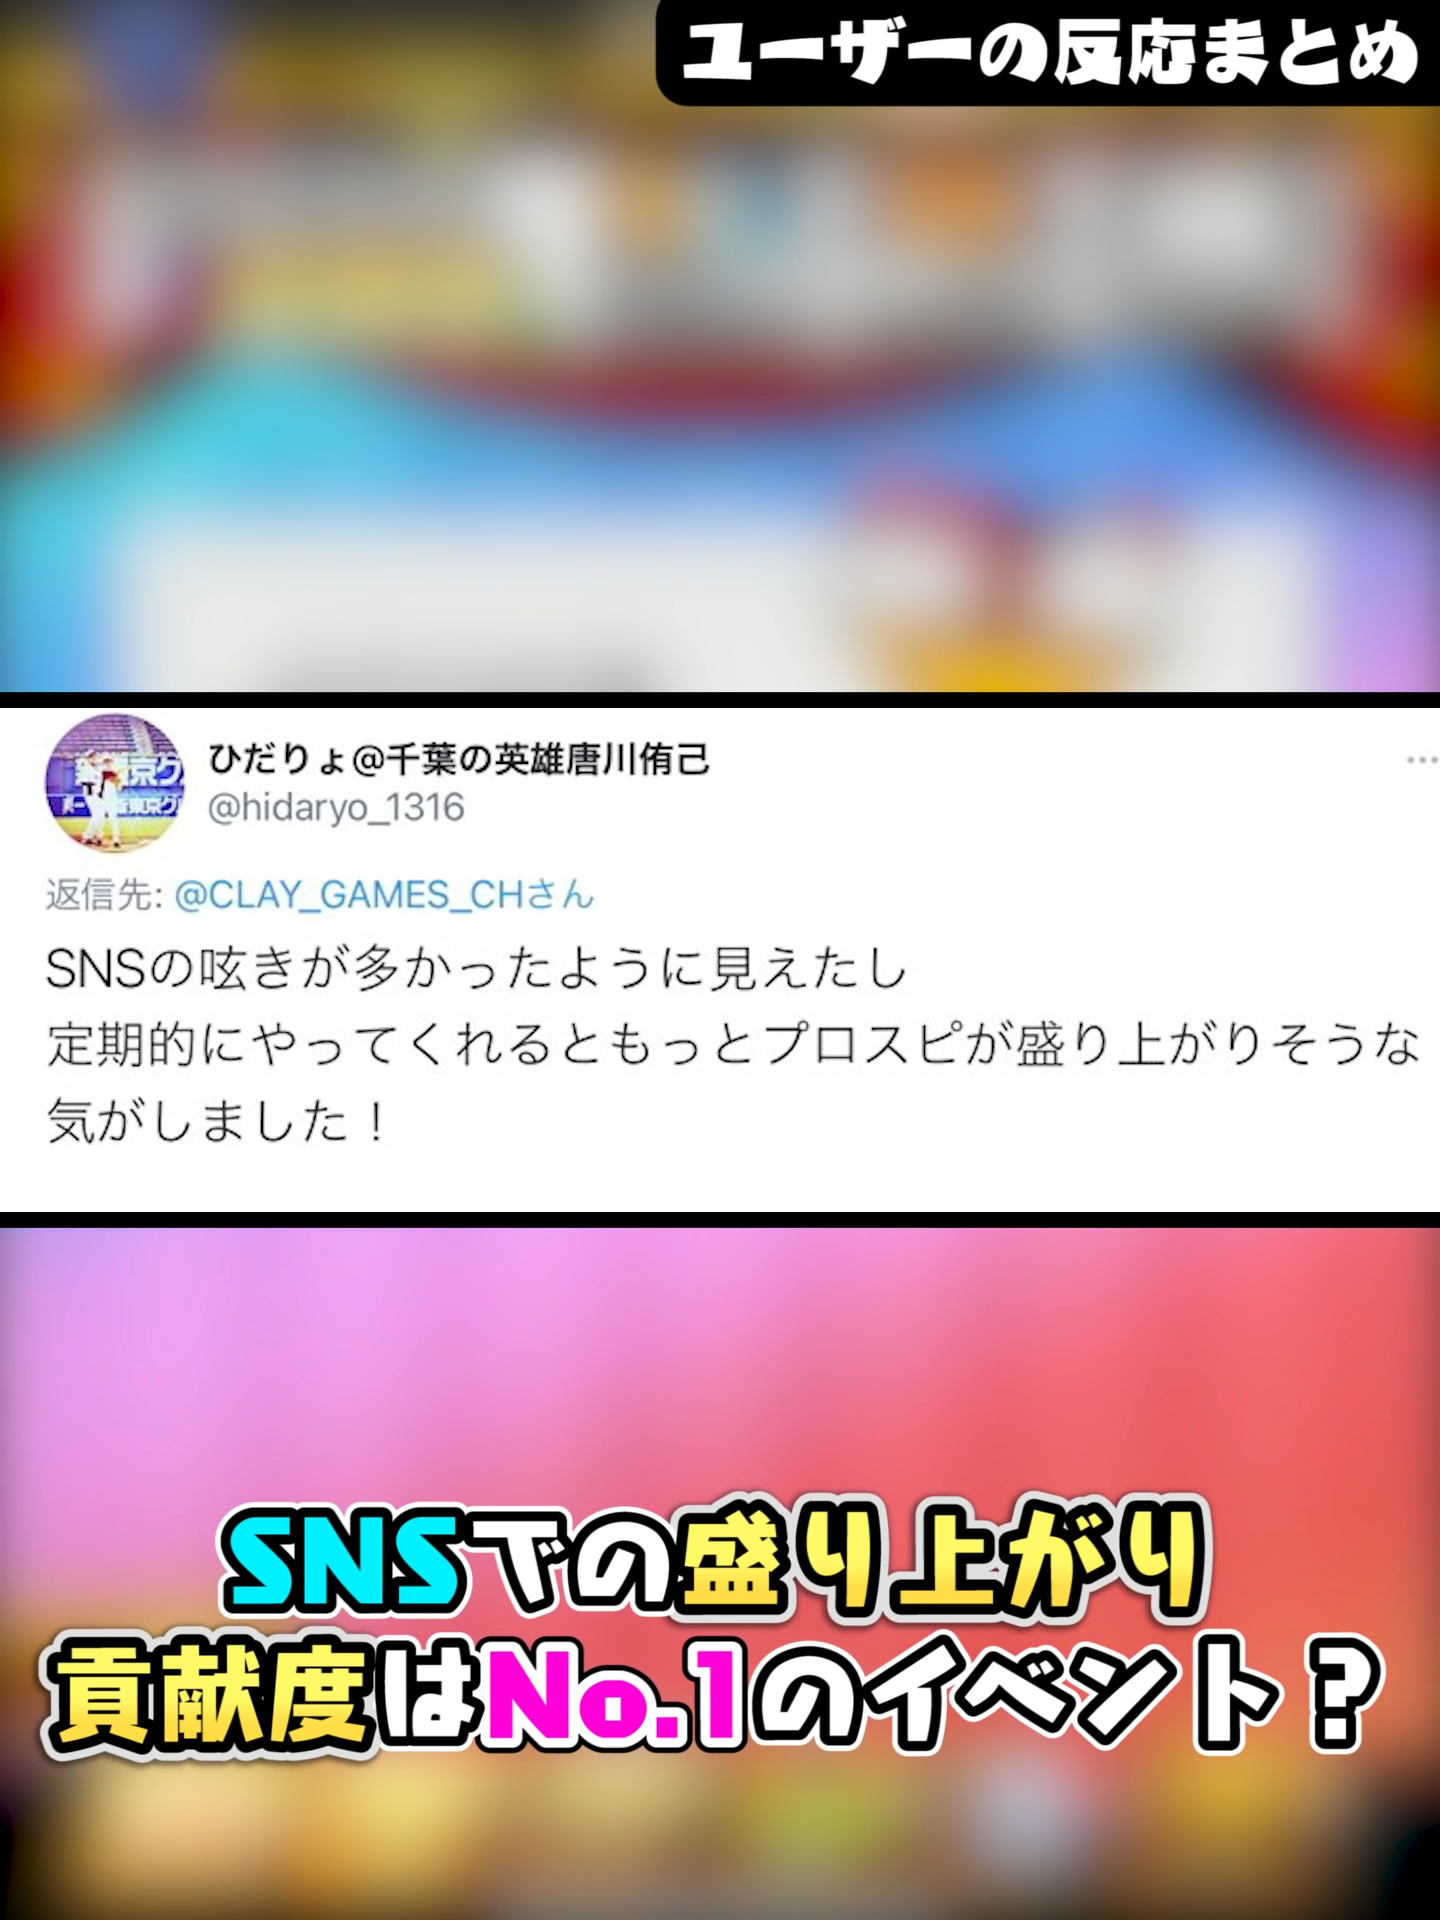 ユーザーの反応まとめ
ひだりょ@千葉の英雄唐川侑己
@hidaryo_1316
返信先: @CLAY_GAMES_CHさん
SNSの呟きが多かったように見えたし
定期的にやってくれるともっとプロスピが盛り上がりそうな
気がしました！
SNSでの盛り上がり
貢献度はNo.1のイベント？